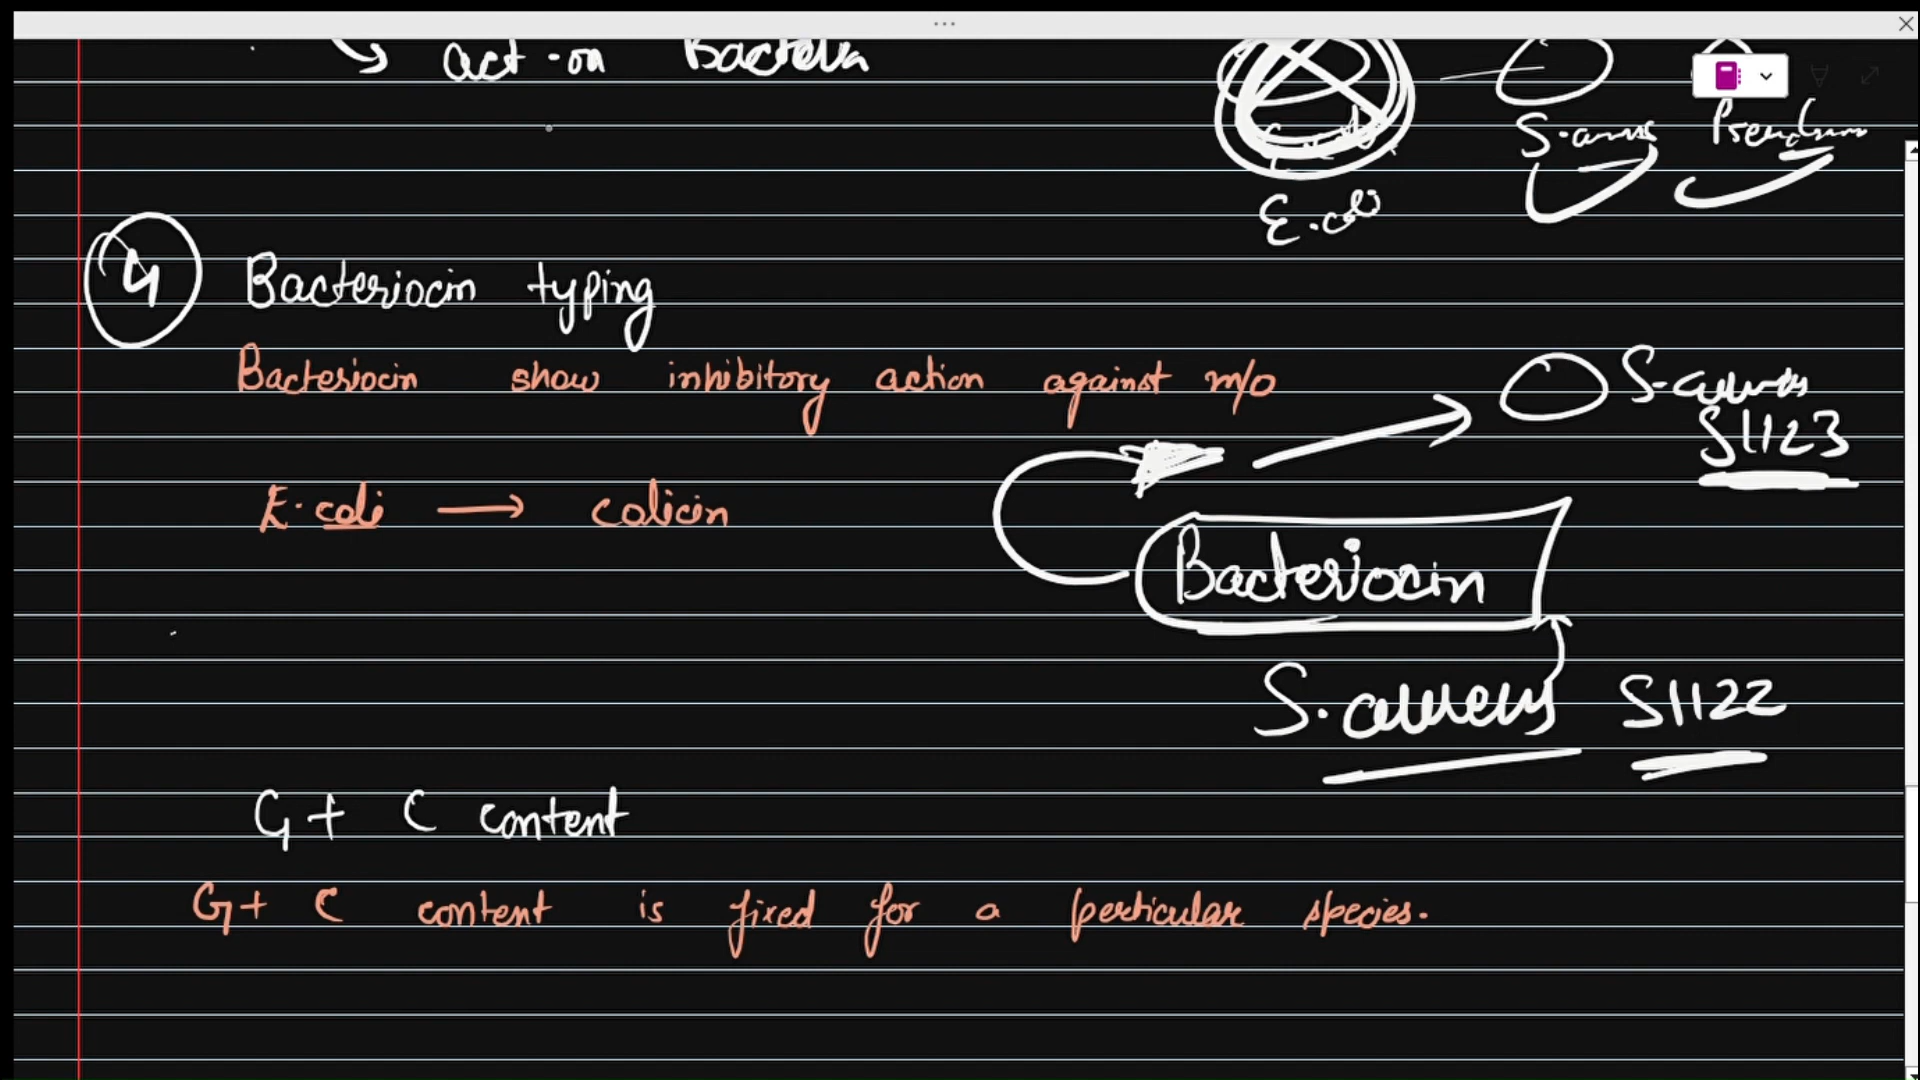 act-on Bacteria
S-aureus
E.coli
4 Bacteriocin typing
Bacteriocin show inhibitory action against m/o
S-aureus
S1123
E.coli → colicin
Bacteriocin
S.aureus S1122
G+ C content
G+ C content is fixed for a perticular species.